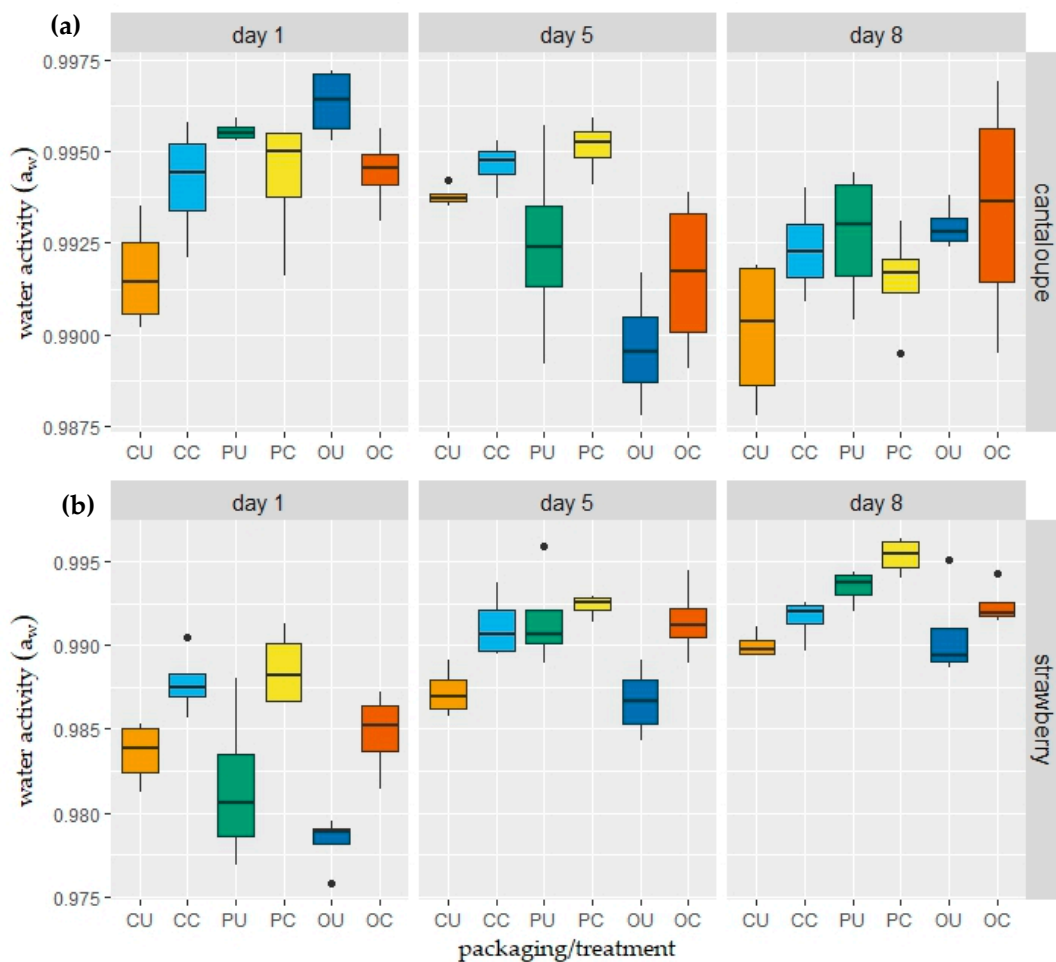 (a)
day 1 day 5 day 8
0.9975
0.9950
0.9925
0.9900
0.9875
water activity (aw)
cantaloupe
CU CC PU PC OU OC CU CC PU PC OU OC CU CC PU PC OU OC
(b)
day 1 day 5 day 8
0.995
0.990
0.985
0.980
0.975
water activity (aw)
strawberry
CU CC PU PC OU OC CU CC PU PC OU OC CU CC PU PC OU OC
packaging/treatment